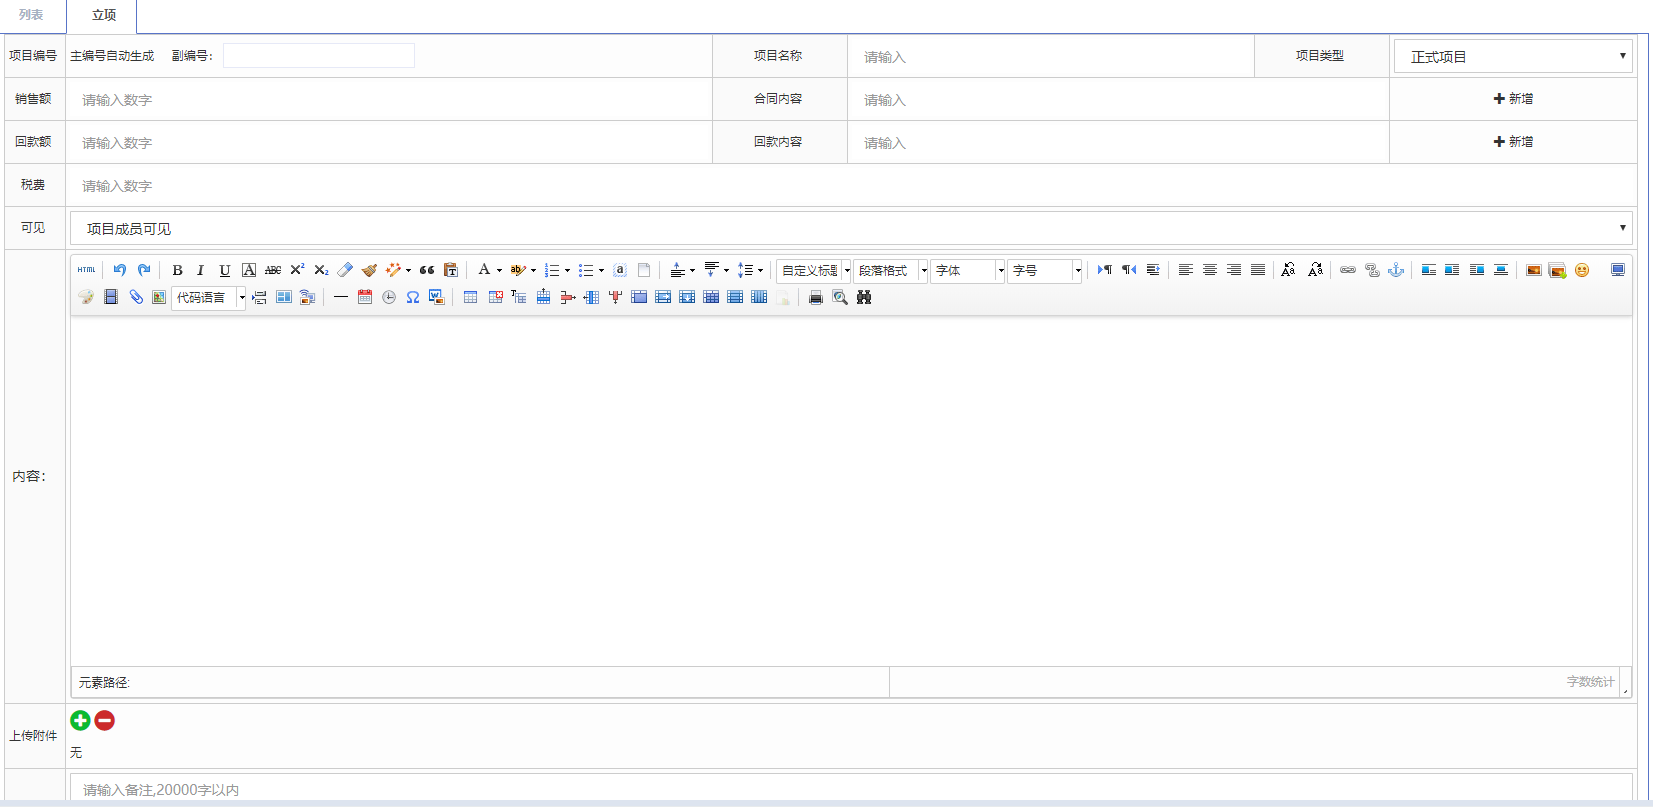 列表 立项
项目编号 主编号自动生成 副编号: 项目名称 请输入 项目类型 正式项目
销售额 请输入数字 合同内容 请输入 新增
回款额 请输入数字 回款内容 请输入 新增
税费 请输入数字
可见 项目成员可见
HTML B I U A ABC X² X₂ A ab 自定义标题 段落格式 字体 字号
代码语言
内容:
元素路径: 字数统计
上传附件
无
请输入备注,20000字以内